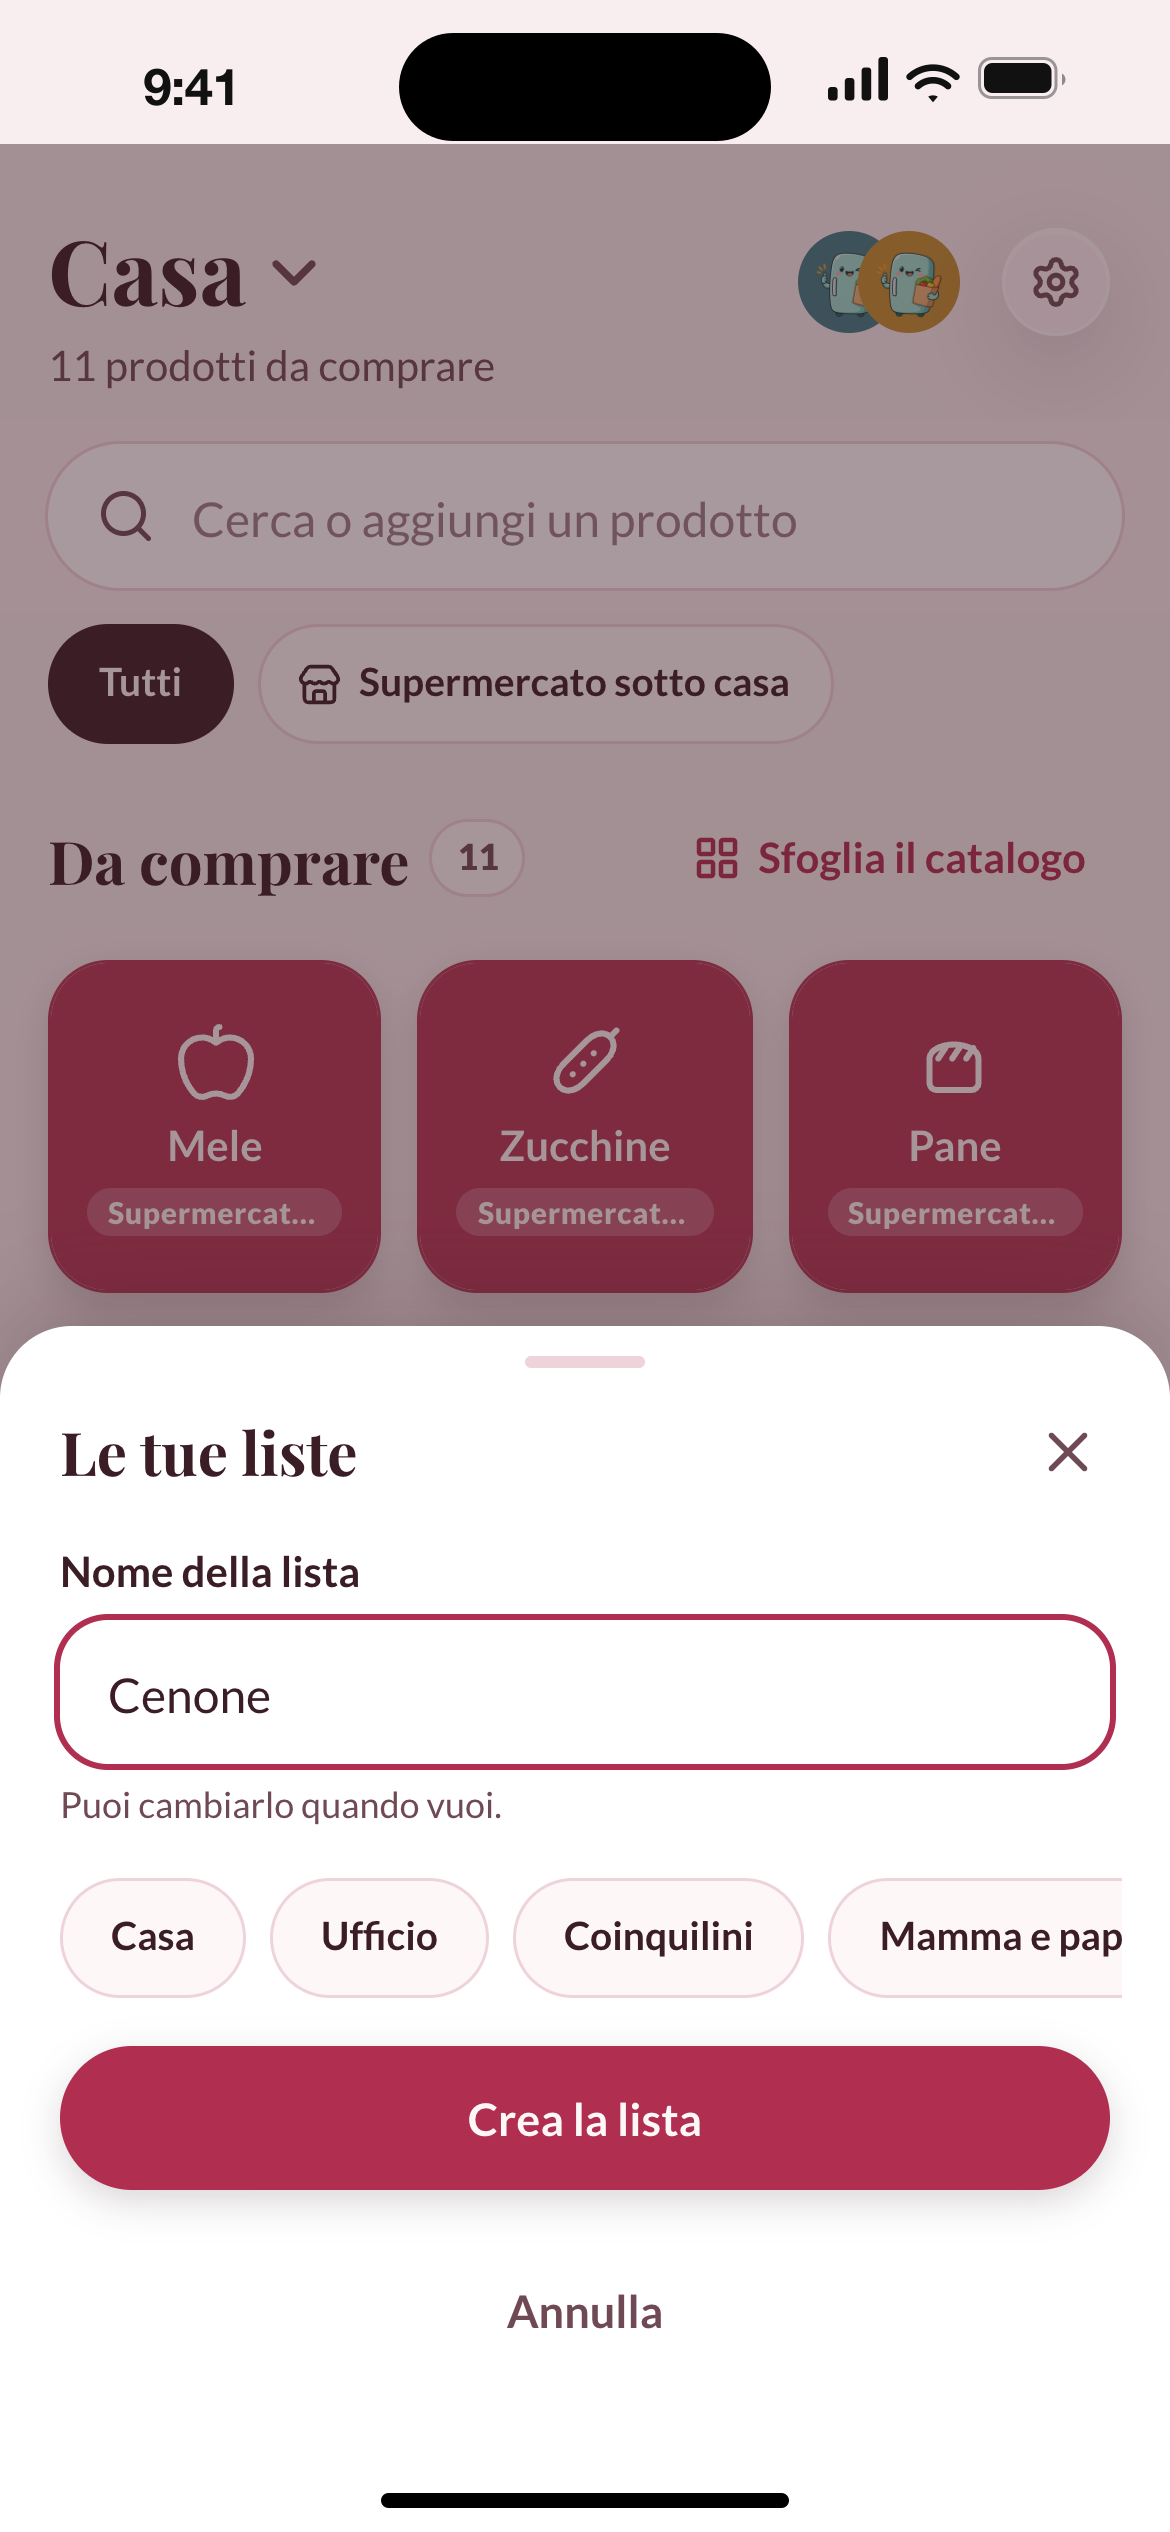 9:41
Casa
11 prodotti da comprare
Cerca o aggiungi un prodotto
Tutti
Supermercato sotto casa
Da comprare
11
Sfoglia il catalogo
Mele
Zucchine
Pane
Supermercat...
Supermercat...
Supermercat...
Le tue liste
Nome della lista
Cenone
Puoi cambiarlo quando vuoi.
Casa
Ufficio
Coinquilini
Mamma e pap
Crea la lista
Annulla